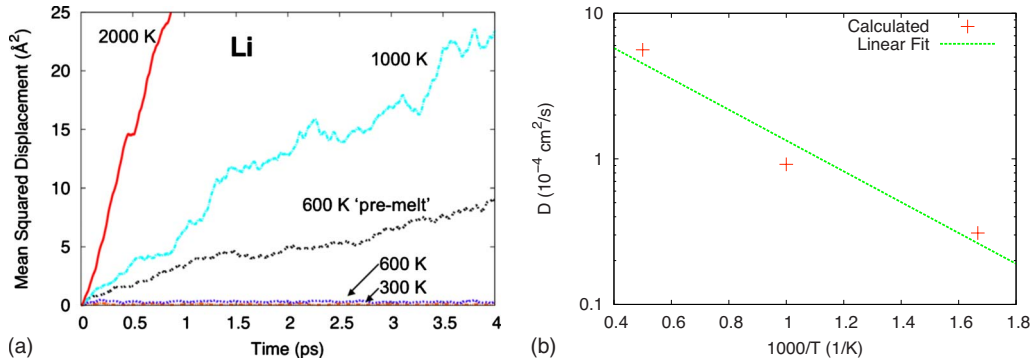 25
20
15
10
5
0
Mean Squared Displacement (Å²)
2000 K
Li
1000 K
600 K 'pre-melt'
600 K
300 K
0 0.5 1 1.5 2 2.5 3 3.5 4
Time (ps)
(a)
10
1
0.1
D (10⁻⁴ cm²/s)
Calculated
Linear Fit
0.4 0.6 0.8 1 1.2 1.4 1.6 1.8
1000/T (1/K)
(b)